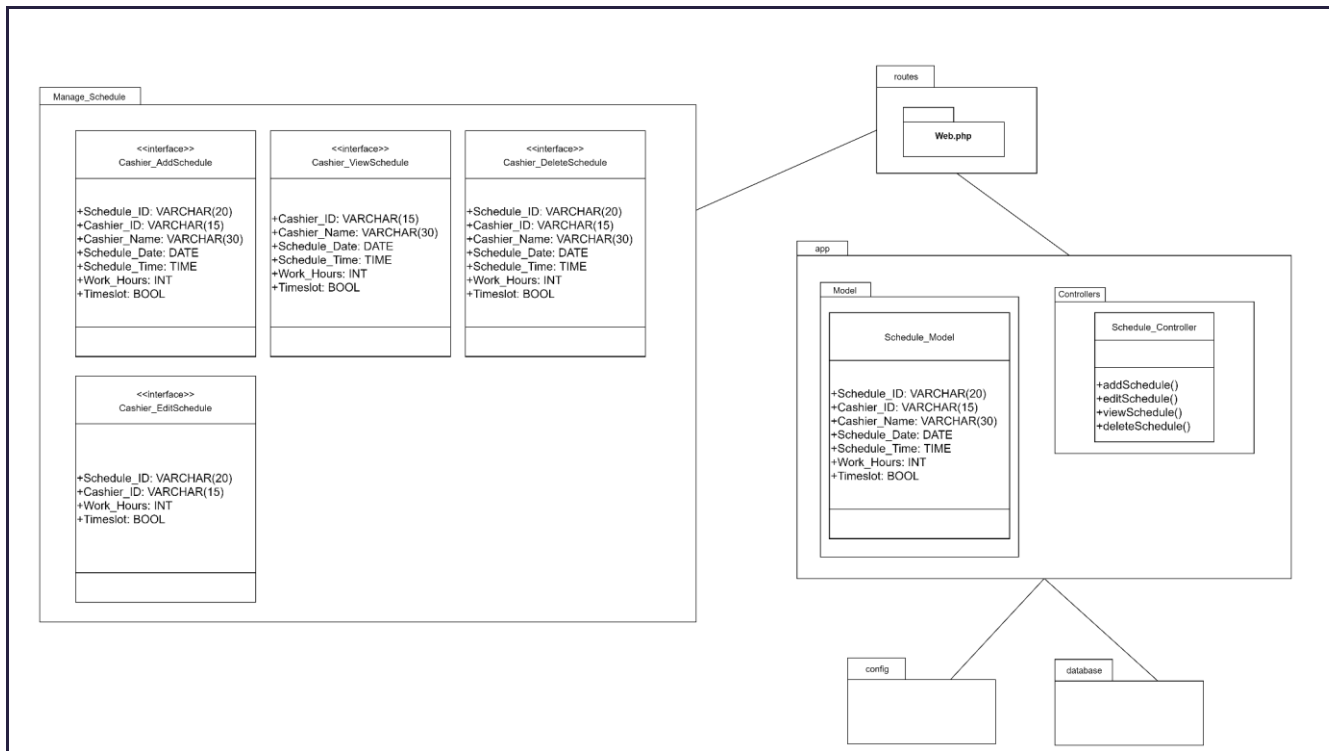 Manage_Schedule
<<interface>>
Cashier_AddSchedule
+Schedule_ID: VARCHAR(20)
+Cashier_ID: VARCHAR(15)
+Cashier_Name: VARCHAR(30)
+Schedule_Date: DATE
+Schedule_Time: TIME
+Work_Hours: INT
+Timeslot: BOOL
<<interface>>
Cashier_ViewSchedule
+Cashier_ID: VARCHAR(15)
+Cashier_Name: VARCHAR(30)
+Schedule_Date: DATE
+Schedule_Time: TIME
+Work_Hours: INT
+Timeslot: BOOL
<<interface>>
Cashier_DeleteSchedule
+Schedule_ID: VARCHAR(20)
+Cashier_ID: VARCHAR(15)
+Cashier_Name: VARCHAR(30)
+Schedule_Date: DATE
+Schedule_Time: TIME
+Work_Hours: INT
+Timeslot: BOOL
<<interface>>
Cashier_EditSchedule
+Schedule_ID: VARCHAR(20)
+Cashier_ID: VARCHAR(15)
+Work_Hours: INT
+Timeslot: BOOL
routes
Web.php
app
Model
Schedule_Model
+Schedule_ID: VARCHAR(20)
+Cashier_ID: VARCHAR(15)
+Cashier_Name: VARCHAR(30)
+Schedule_Date: DATE
+Schedule_Time: TIME
+Work_Hours: INT
+Timeslot: BOOL
Controllers
Schedule_Controller
+addSchedule()
+editSchedule()
+viewSchedule()
+deleteSchedule()
config
database